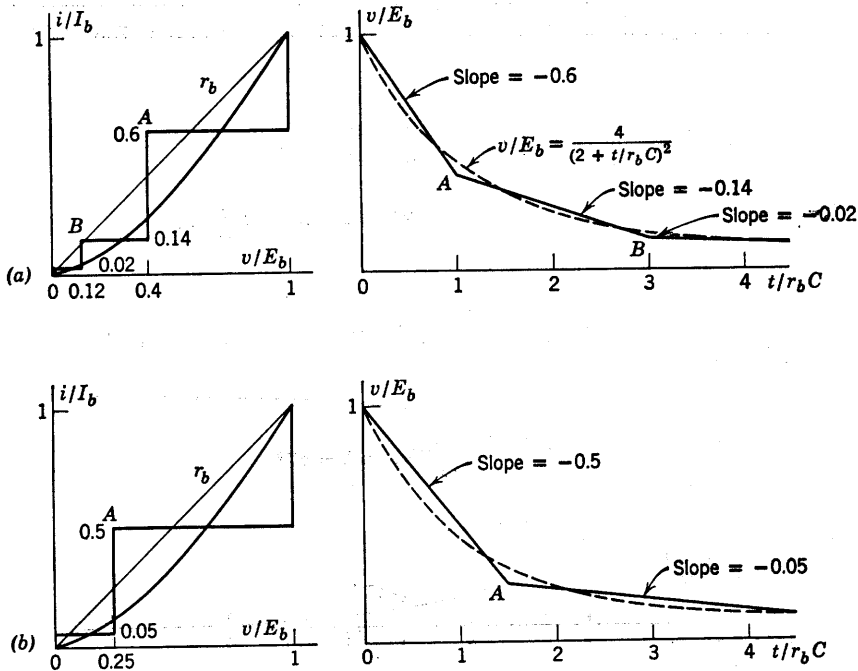 i/I_b
1
r_b
A
0.6
B
0.14
0.02
v/E_b
(a)
0
0.12
0.4
1
v/E_b
1
Slope = −0.6
v/E_b = 4/(2 + t/r_bC)^2
A
Slope = −0.14
Slope = −0.02
B
0
1
2
3
4
t/r_bC
i/I_b
1
r_b
A
0.5
0.05
v/E_b
(b)
0
0.25
1
v/E_b
1
Slope = −0.5
Slope = −0.05
A
0
1
2
3
4
t/r_bC